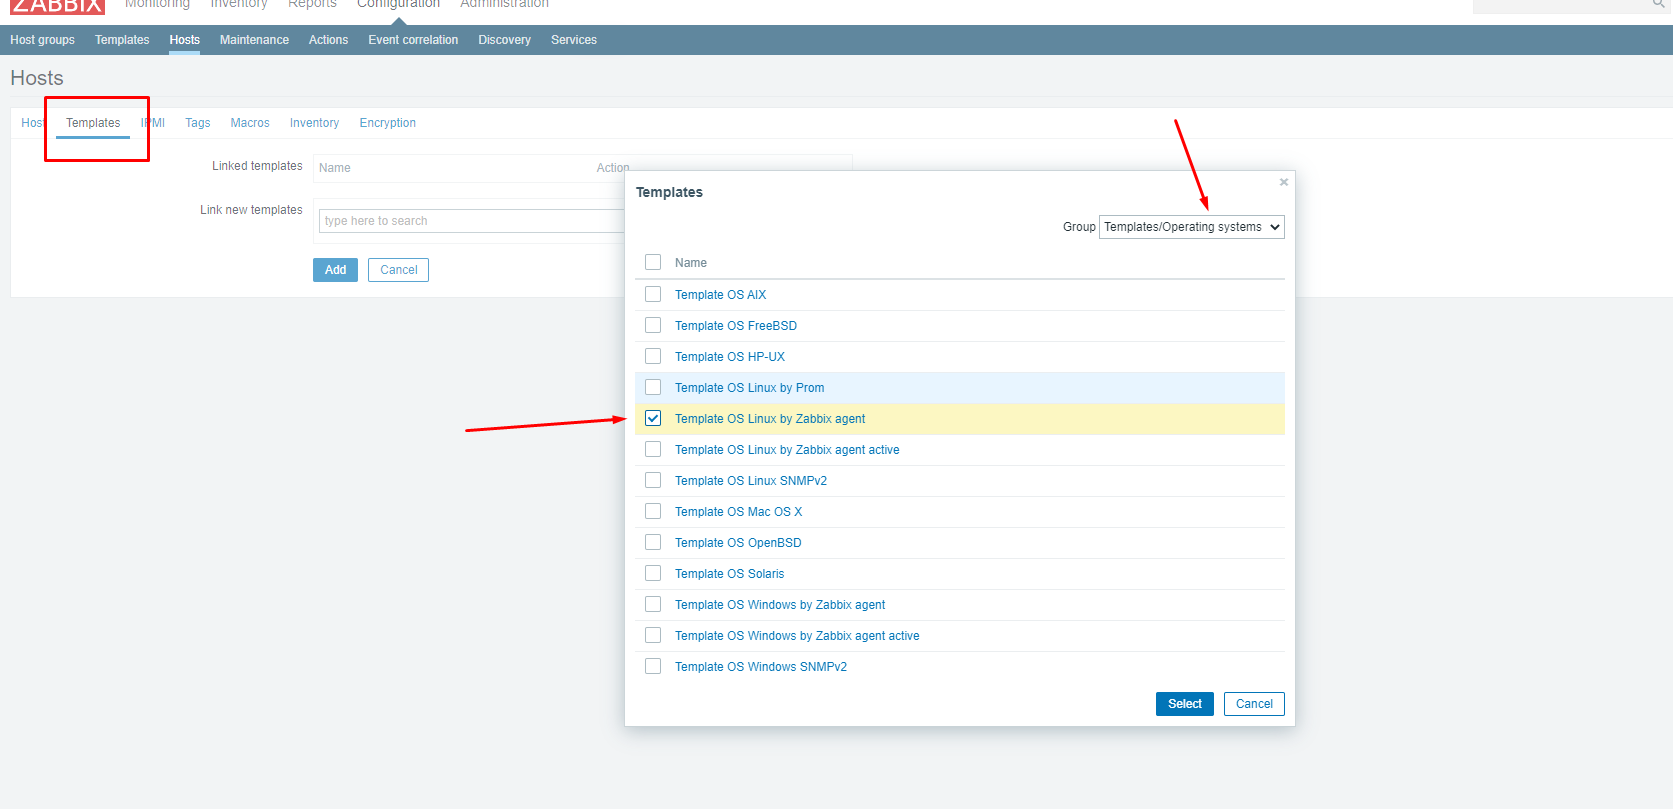 ZABBIX Monitoring Inventory Reports Configuration Administration
Host groups Templates Hosts Maintenance Actions Event correlation Discovery Services
Hosts
Host Templates IPMI Tags Macros Inventory Encryption
Linked templates Name Action
Link new templates type here to search
Add Cancel
Templates
×
Group Templates/Operating systems
Name
Template OS AIX
Template OS FreeBSD
Template OS HP-UX
Template OS Linux by Prom
Template OS Linux by Zabbix agent
Template OS Linux by Zabbix agent active
Template OS Linux SNMPv2
Template OS Mac OS X
Template OS OpenBSD
Template OS Solaris
Template OS Windows by Zabbix agent
Template OS Windows by Zabbix agent active
Template OS Windows SNMPv2
Select Cancel